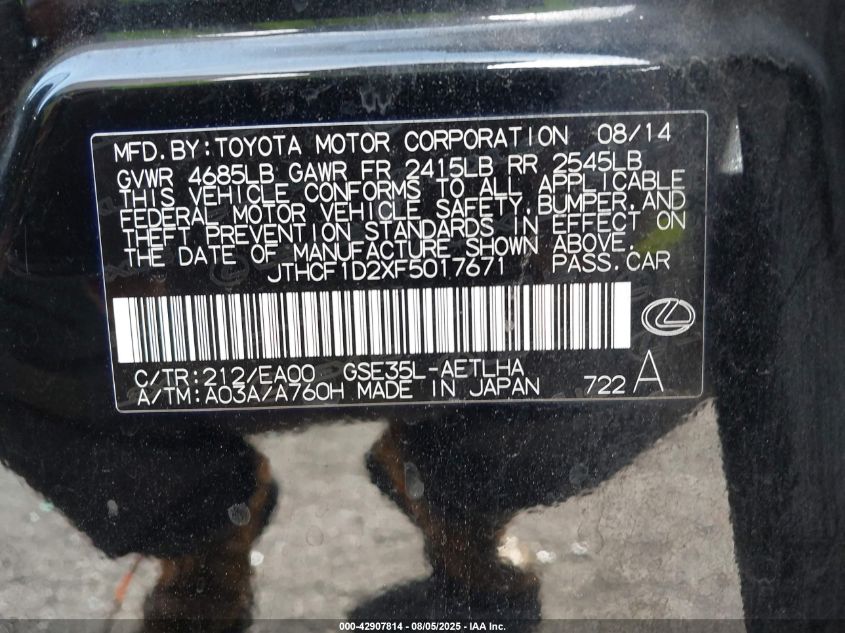 MFD. BY: TOYOTA MOTOR CORPORATION 08/14
GVWR 4685LB GAWR FR 2415LB RR 2545LB
THIS VEHICLE CONFORMS TO ALL APPLICABLE
FEDERAL MOTOR VEHICLE SAFETY, BUMPER, AND
THEFT PREVENTION STANDARDS IN EFFECT ON
THE DATE OF MANUFACTURE SHOWN ABOVE.
JTHCF1D2XF5017671 PASS. CAR
C/TR: 212/EA00 GSE35L-AETLHA
A/TM: A03A/A760H MADE IN JAPAN 722 A
000-42907814 - 08/05/2025 - IAA Inc.